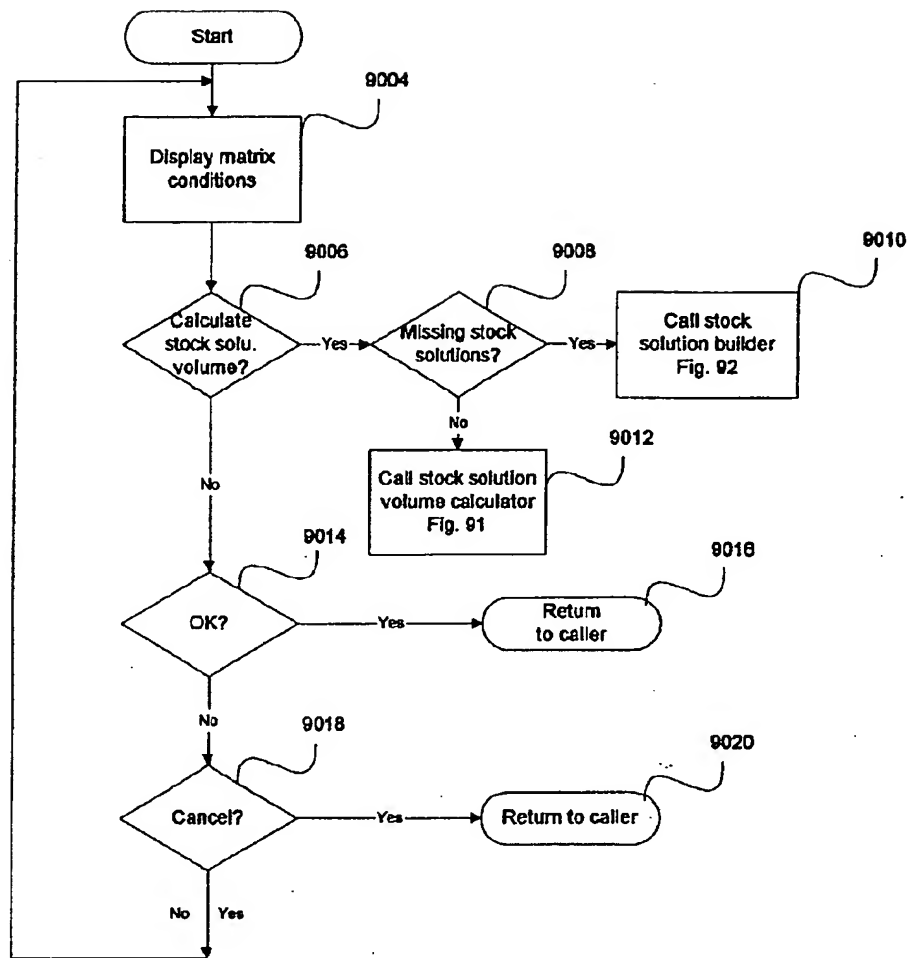 Start
9004
Display matrix
conditions
9006
9008
9010
Calculate
stock solu.
volume?
Yes
Missing stock
solutions?
Yes
Call stock
solution builder
Fig. 92
No
9012
No
Call stock solution
volume calculator
Fig. 91
9014
9016
OK?
Yes
Return
to caller
No
9018
9020
Cancel?
Yes
Return to caller
No Yes